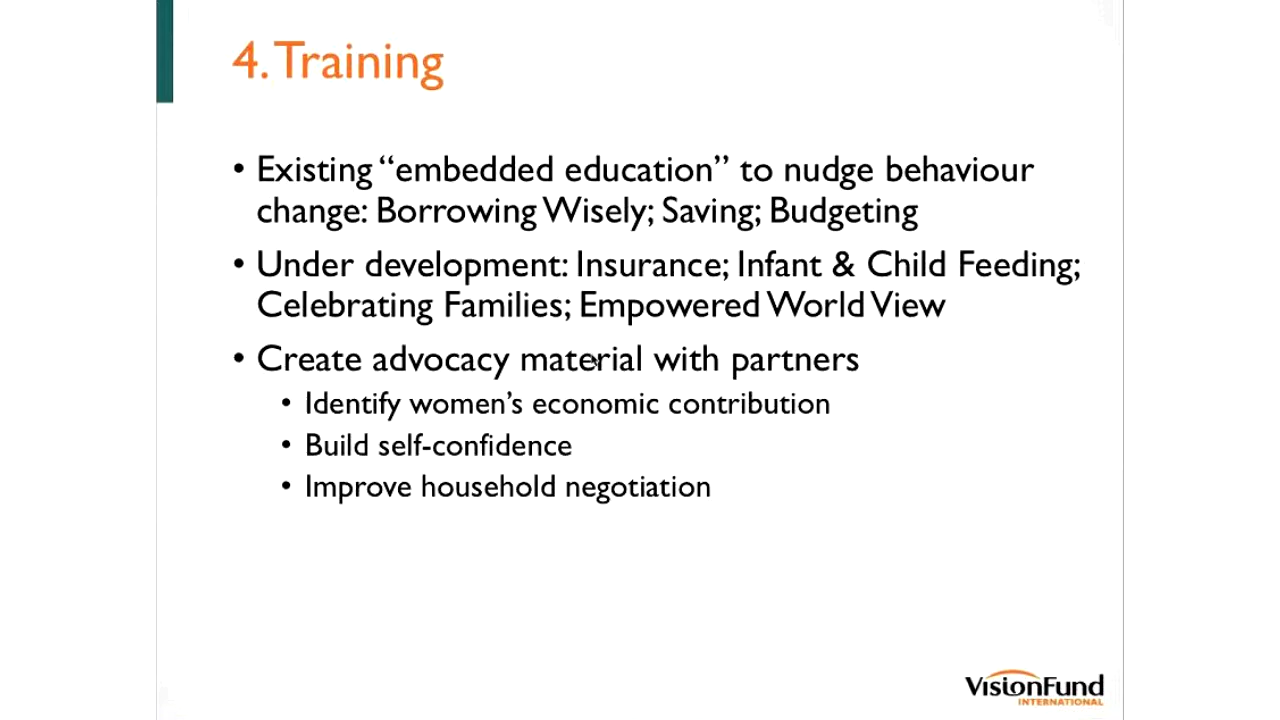 4. Training
• Existing “embedded education” to nudge behaviour
change: Borrowing Wisely; Saving; Budgeting
• Under development: Insurance; Infant & Child Feeding;
Celebrating Families; Empowered World View
• Create advocacy material with partners
• Identify women’s economic contribution
• Build self-confidence
• Improve household negotiation
VisionFund
INTERNATIONAL